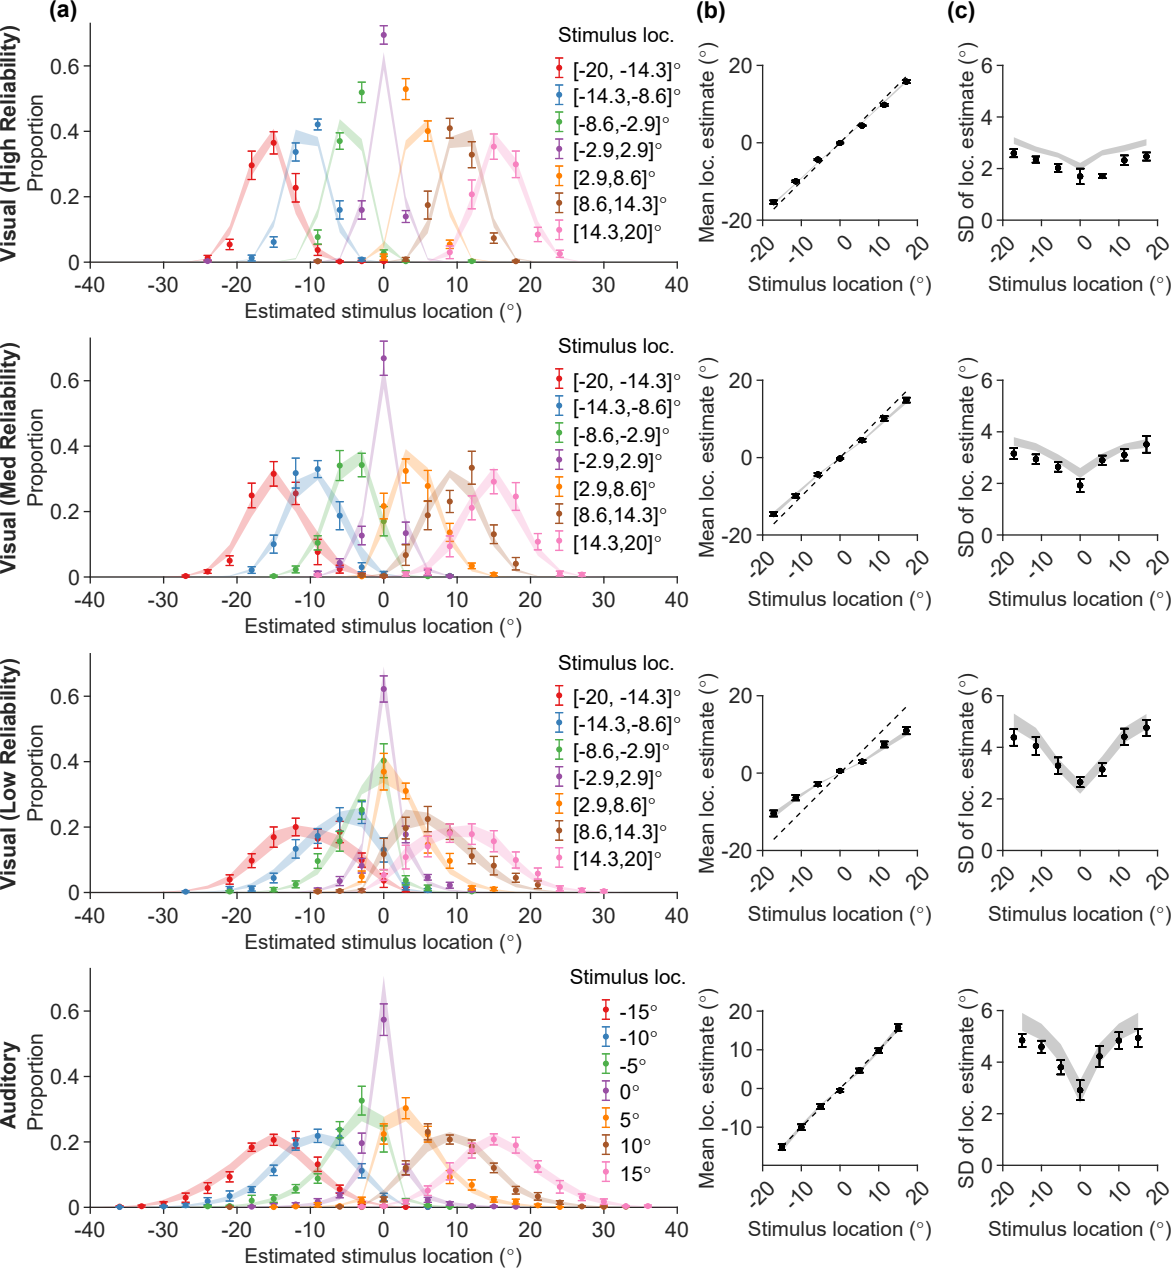 (a)
(b)
(c)
Visual (High Reliability)
Proportion
0.6
0.4
0.2
0
-40 -30 -20 -10 0 10 20 30 40
Estimated stimulus location (°)
Stimulus loc.
[-20, -14.3]°
[-14.3,-8.6]°
[-8.6,-2.9]°
[-2.9,2.9]°
[2.9,8.6]°
[8.6,14.3]°
[14.3,20]°
Mean loc. estimate (°)
20
0
-20
-20 -10 0 10 20
Stimulus location (°)
SD of loc. estimate (°)
6
4
2
0
-20 -10 0 10 20
Stimulus location (°)
Visual (Med Reliability)
Proportion
0.6
0.4
0.2
0
-40 -30 -20 -10 0 10 20 30 40
Estimated stimulus location (°)
Stimulus loc.
[-20, -14.3]°
[-14.3,-8.6]°
[-8.6,-2.9]°
[-2.9,2.9]°
[2.9,8.6]°
[8.6,14.3]°
[14.3,20]°
Mean loc. estimate (°)
20
0
-20
-20 -10 0 10 20
Stimulus location (°)
SD of loc. estimate (°)
6
4
2
0
-20 -10 0 10 20
Stimulus location (°)
Visual (Low Reliability)
Proportion
0.6
0.4
0.2
0
-40 -30 -20 -10 0 10 20 30 40
Estimated stimulus location (°)
Stimulus loc.
[-20, -14.3]°
[-14.3,-8.6]°
[-8.6,-2.9]°
[-2.9,2.9]°
[2.9,8.6]°
[8.6,14.3]°
[14.3,20]°
Mean loc. estimate (°)
20
0
-20
-20 -10 0 10 20
Stimulus location (°)
SD of loc. estimate (°)
6
4
2
0
-20 -10 0 10 20
Stimulus location (°)
Auditory
Proportion
0.6
0.4
0.2
0
-40 -30 -20 -10 0 10 20 30 40
Estimated stimulus location (°)
Stimulus loc.
-15°
-10°
-5°
0°
5°
10°
15°
Mean loc. estimate (°)
20
10
0
-10
-20 -10 0 10 20
Stimulus location (°)
SD of loc. estimate (°)
6
4
2
0
-20 -10 0 10 20
Stimulus location (°)